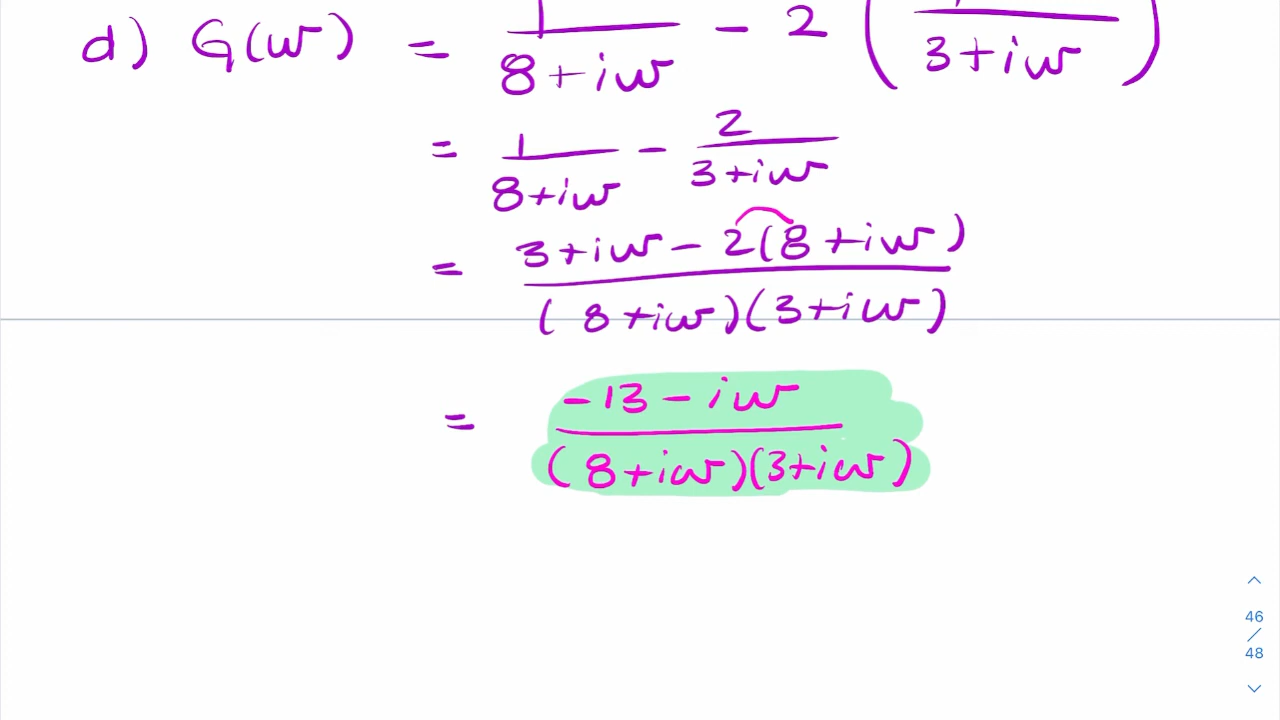 d) G(w) = 1/(8+iw) - 2 ( /(3+iw) )
= 1/(8+iw) - 2/(3+iw)
= (3+iw - 2(8+iw))/((8+iw)(3+iw))
= (-13 - iw)/((8+iw)(3+iw))
46
/
48